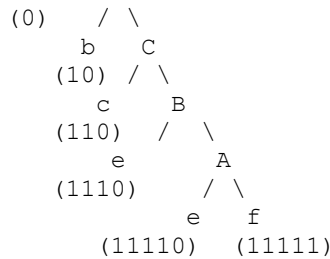 (0) / \
b C
(10) / \
c B
(110) / \
e A
(1110) / \
e f
(11110) (11111)